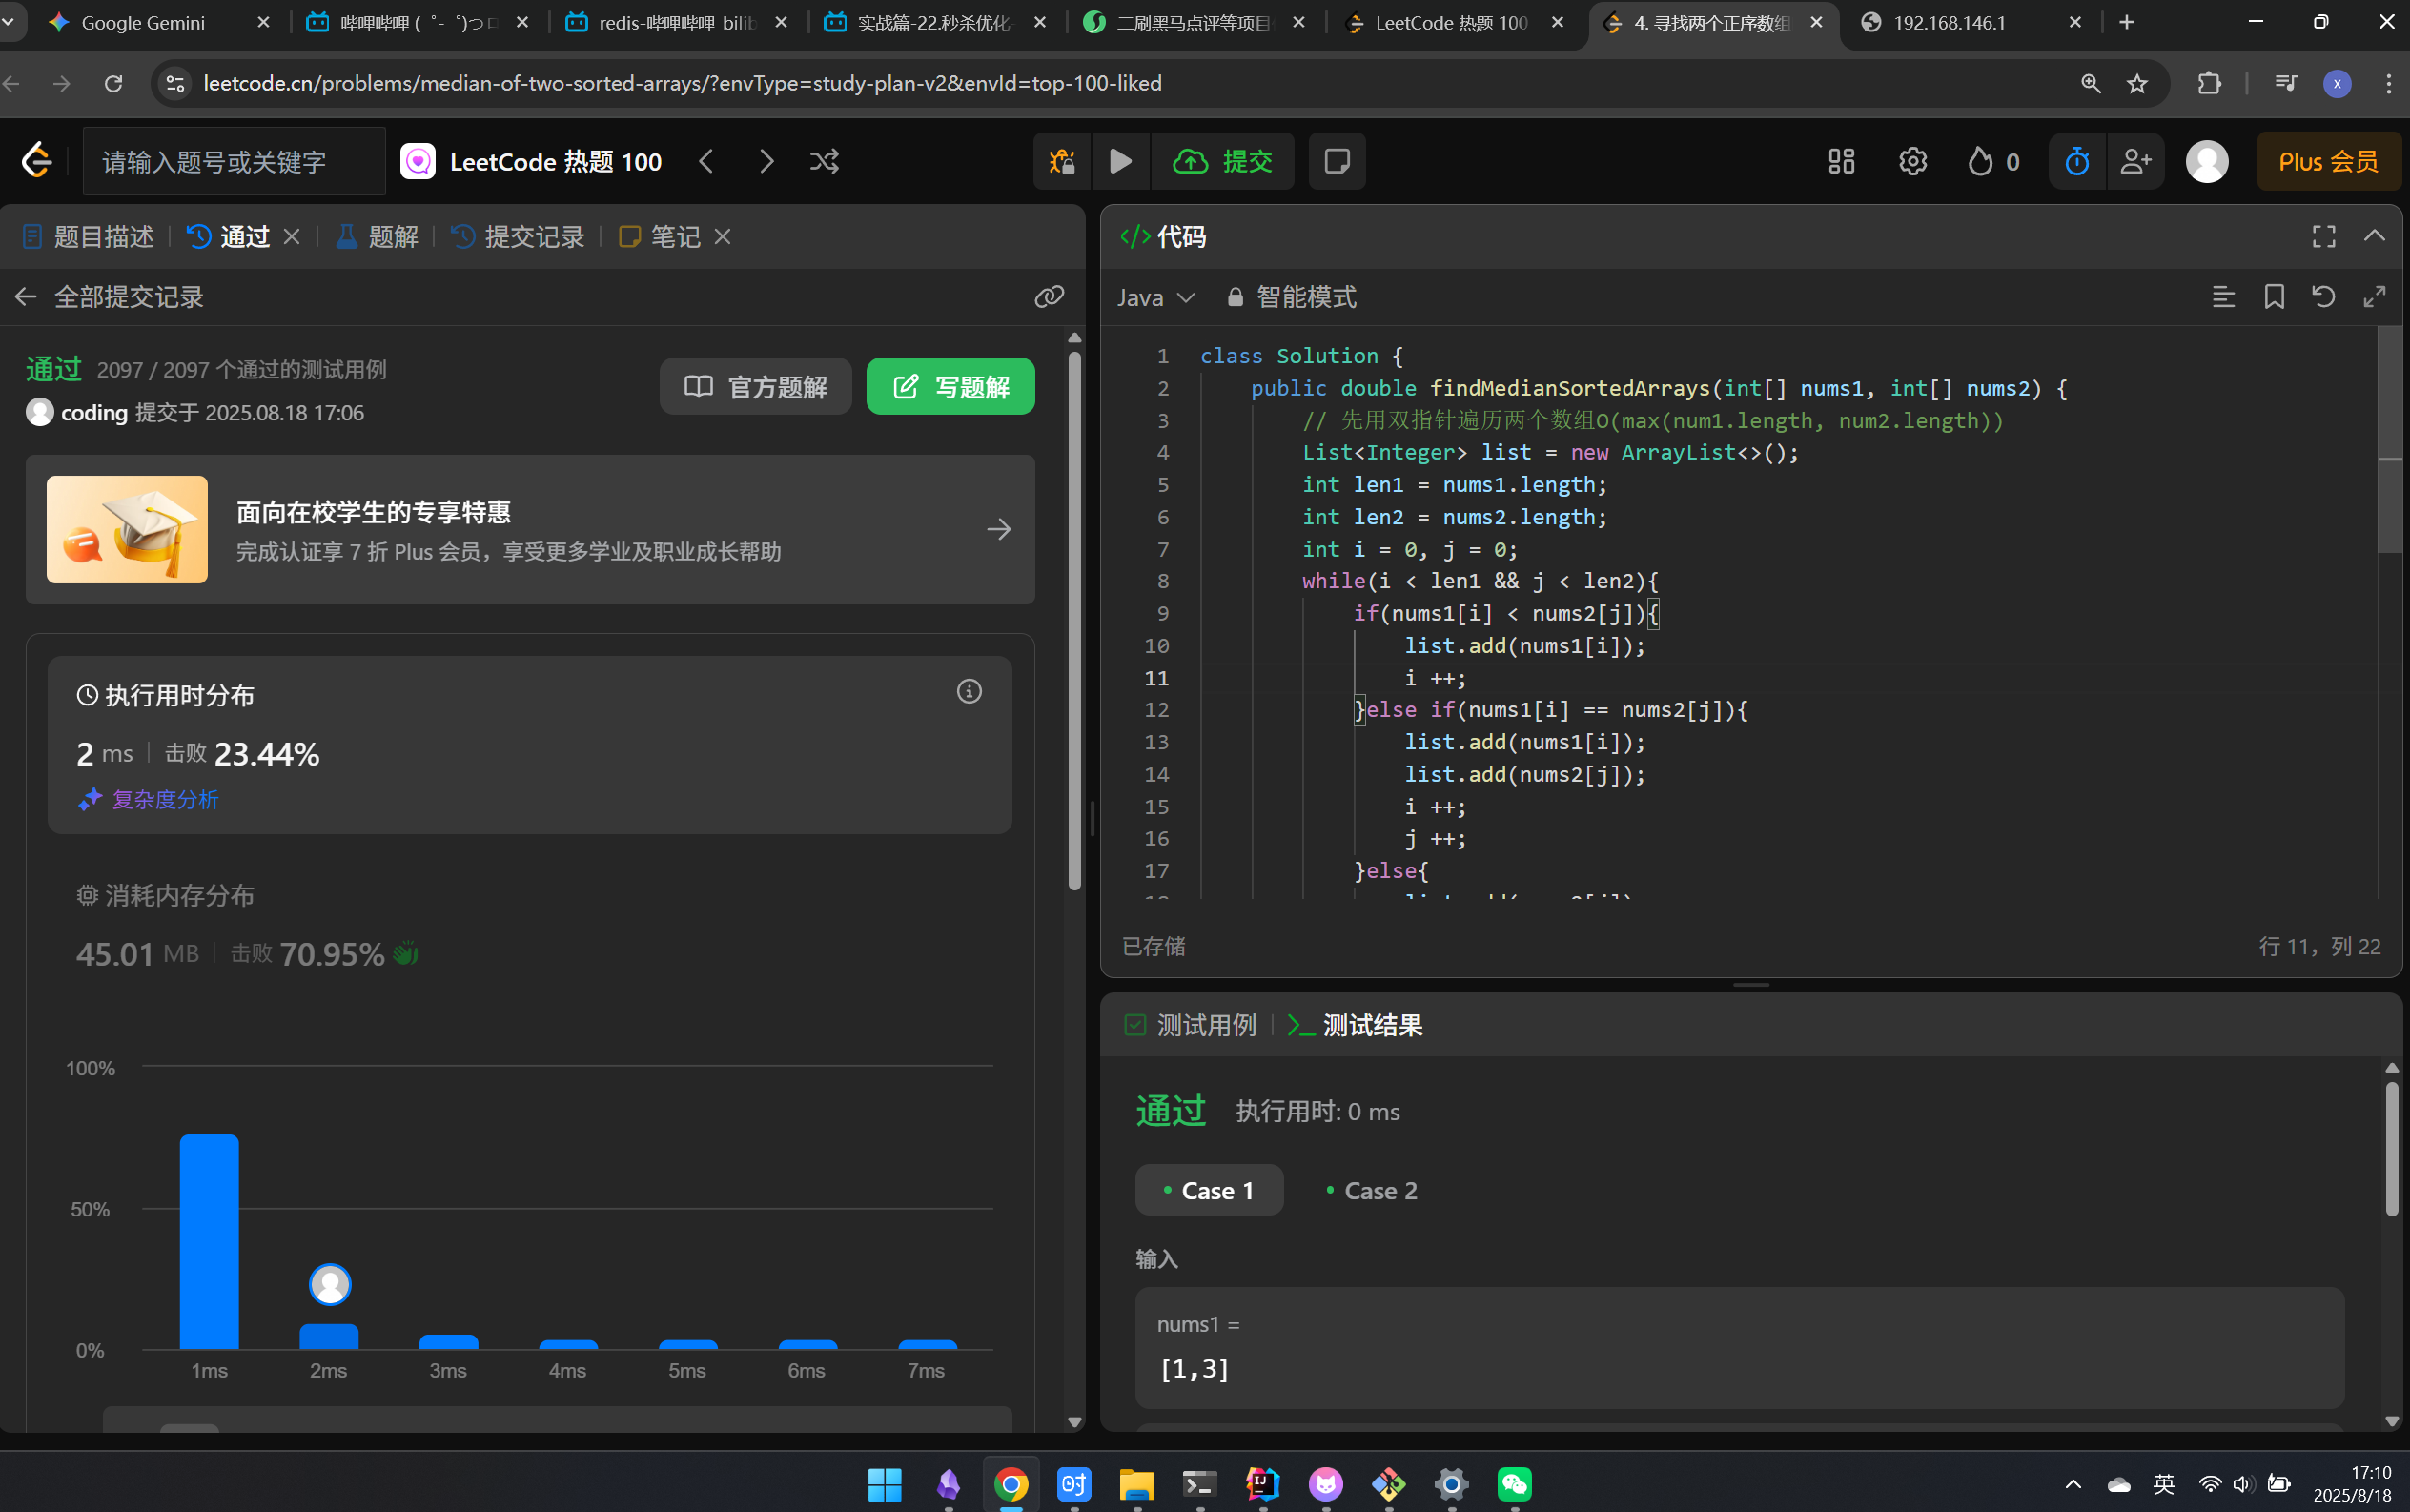 Google Gemini
哔哩哔哩 (゜-゜)つロ
redis-哔哩哔哩_bilib
实战篇-22.秒杀优化-
二刷黑马点评等项目
LeetCode 热题 100
4. 寻找两个正序数组
192.168.146.1
leetcode.cn/problems/median-of-two-sorted-arrays/?envType=study-plan-v2&envId=top-100-liked
x
请输入题号或关键字
LeetCode 热题 100
提交
0
Plus 会员
题目描述
通过
题解
提交记录
笔记
全部提交记录
通过 2097 / 2097 个通过的测试用例
coding 提交于 2025.08.18 17:06
官方题解
写题解
面向在校学生的专享特惠
完成认证享 7 折 Plus 会员，享受更多学业及职业成长帮助
执行用时分布
2 ms 击败 23.44%
复杂度分析
消耗内存分布
45.01 MB 击败 70.95%
100%
50%
0%
1ms 2ms 3ms 4ms 5ms 6ms 7ms
</> 代码
Java 智能模式
1 class Solution {
2 public double findMedianSortedArrays(int[] nums1, int[] nums2) {
3 // 先用双指针遍历两个数组O(max(num1.length, num2.length))
4 List<Integer> list = new ArrayList<>();
5 int len1 = nums1.length;
6 int len2 = nums2.length;
7 int i = 0, j = 0;
8 while(i < len1 && j < len2){
9 if(nums1[i] < nums2[j]){
10 list.add(nums1[i]);
11 i ++;
12 }else if(nums1[i] == nums2[j]){
13 list.add(nums1[i]);
14 list.add(nums2[j]);
15 i ++;
16 j ++;
17 }else{
已存储
行 11，列 22
测试用例
测试结果
通过 执行用时: 0 ms
Case 1
Case 2
输入
nums1 =
[1,3]
时
英
17:10
2025/8/18